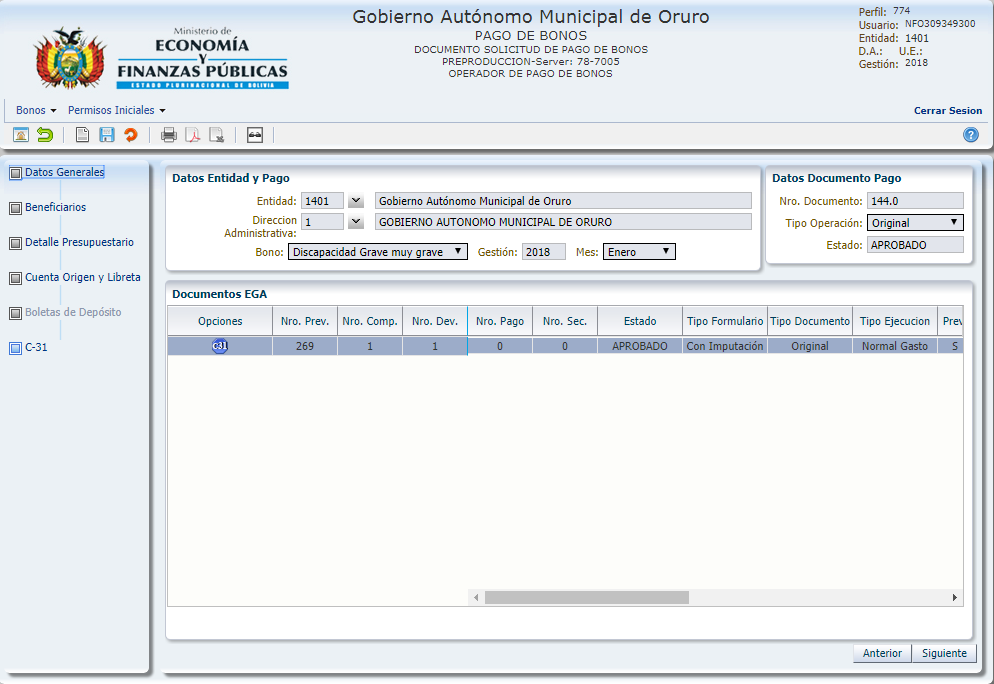 Ministerio de
ECONOMÍA
Y
FINANZAS PÚBLICAS
ESTADO PLURINACIONAL DE BOLIVIA
Gobierno Autónomo Municipal de Oruro
PAGO DE BONOS
DOCUMENTO SOLICITUD DE PAGO DE BONOS
PREPRODUCCION-Server: 78-7005
OPERADOR DE PAGO DE BONOS
Perfil: 774
Usuario: NFO309349300
Entidad: 1401
D.A.: U.E.:
Gestión: 2018
Bonos Permisos Iniciales Cerrar Sesion
Datos Generales
Beneficiarios
Detalle Presupuestario
Cuenta Origen y Libreta
Boletas de Depósito
C-31
Datos Entidad y Pago
Entidad: 1401 Gobierno Autónomo Municipal de Oruro
Direccion 1 GOBIERNO AUTONOMO MUNICIPAL DE ORURO
Administrativa:
Bono: Discapacidad Grave muy grave Gestión: 2018 Mes: Enero
Datos Documento Pago
Nro. Documento: 144.0
Tipo Operación: Original
Estado: APROBADO
Documentos EGA
Opciones Nro. Prev. Nro. Comp. Nro. Dev. Nro. Pago Nro. Sec. Estado Tipo Formulario Tipo Documento Tipo Ejecucion Prev
C31 269 1 1 0 0 APROBADO Con Imputación Original Normal Gasto S
Anterior Siguiente